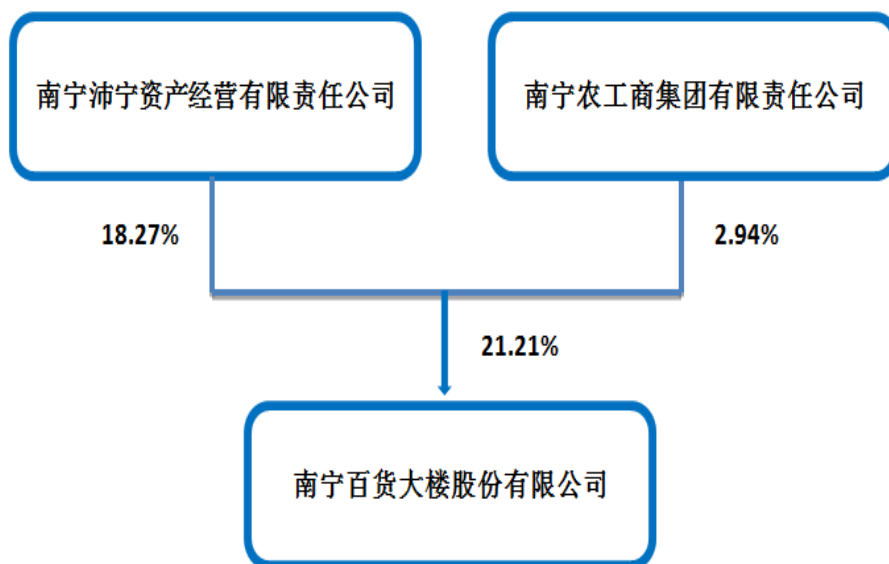 南宁沛宁资产经营有限责任公司
南宁农工商集团有限责任公司
18.27%
2.94%
21.21%
南宁百货大楼股份有限公司